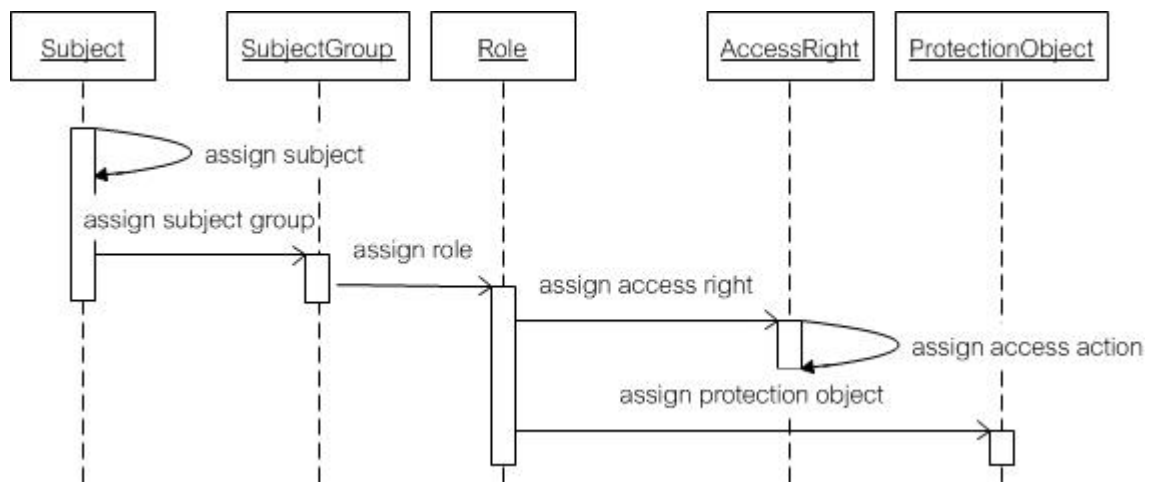 Subject
SubjectGroup
Role
AccessRight
ProtectionObject
assign subject
assign subject group
assign role
assign access right
assign access action
assign protection object